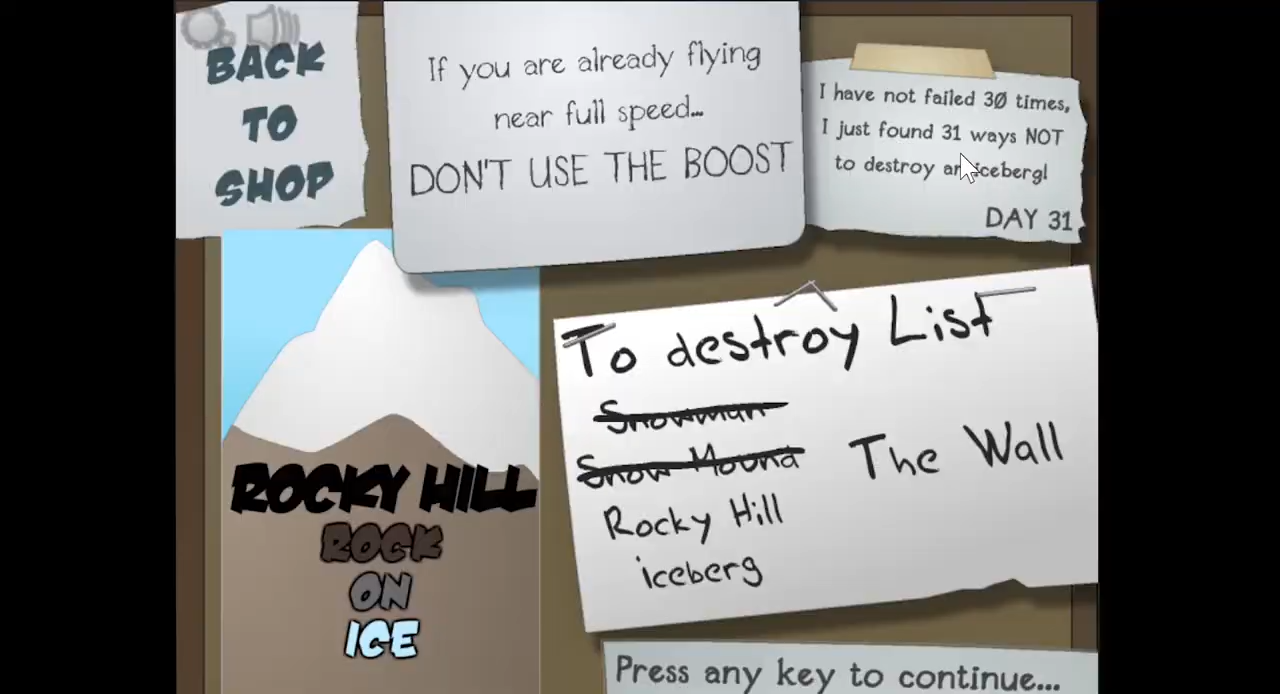 BACK
TO
SHOP
If you are already flying
near full speed...
DON'T USE THE BOOST
I have not failed 30 times,
I just found 31 ways NOT
to destroy an iceberg!
DAY 31
ROCKY HILL
ROCK
ON
ICE
To destroy List
Snowman
Snow Mound
The Wall
Rocky Hill
iceberg
Press any key to continue...